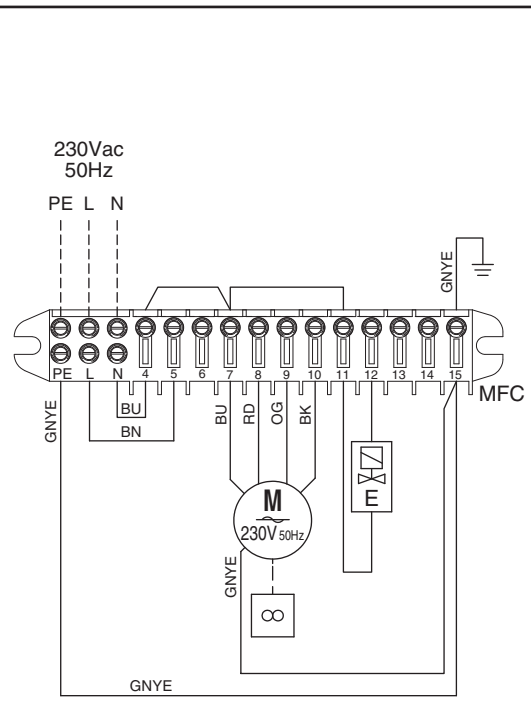 230Vac
50Hz
PE L N
GNYE
PE L N 4 5 6 7 8 9 10 11 12 13 14 15
MFC
GNYE
BU
BN
BU
RD
OG
BK
E
M
230V 50Hz
GNYE
8
GNYE